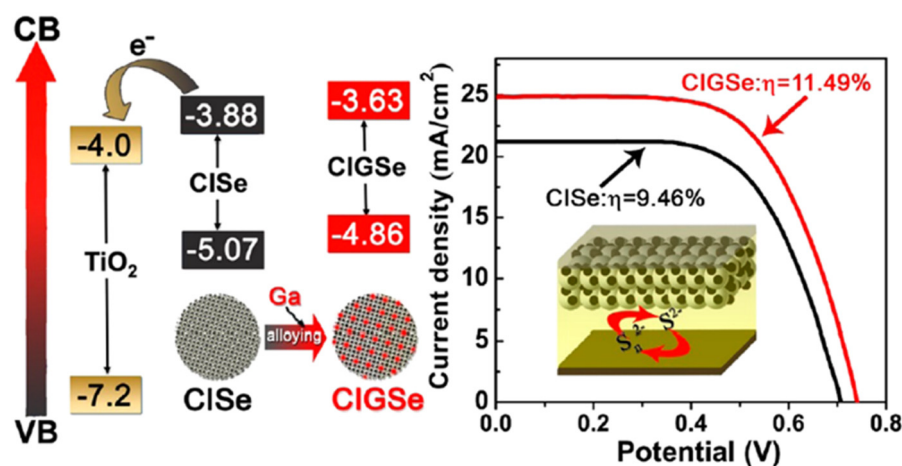 CB
e⁻
-3.88
-3.63
-4.0
CISe
CIGSe
-5.07
-4.86
TiO₂
Ga
alloying
-7.2
CISe
CIGSe
VB
Current density (mA/cm²)
30
25
20
15
10
5
0
CIGSe:η=11.49%
CISe:η=9.46%
S²⁻
Sₙ²⁻
0.0
0.2
0.4
0.6
0.8
Potential (V)